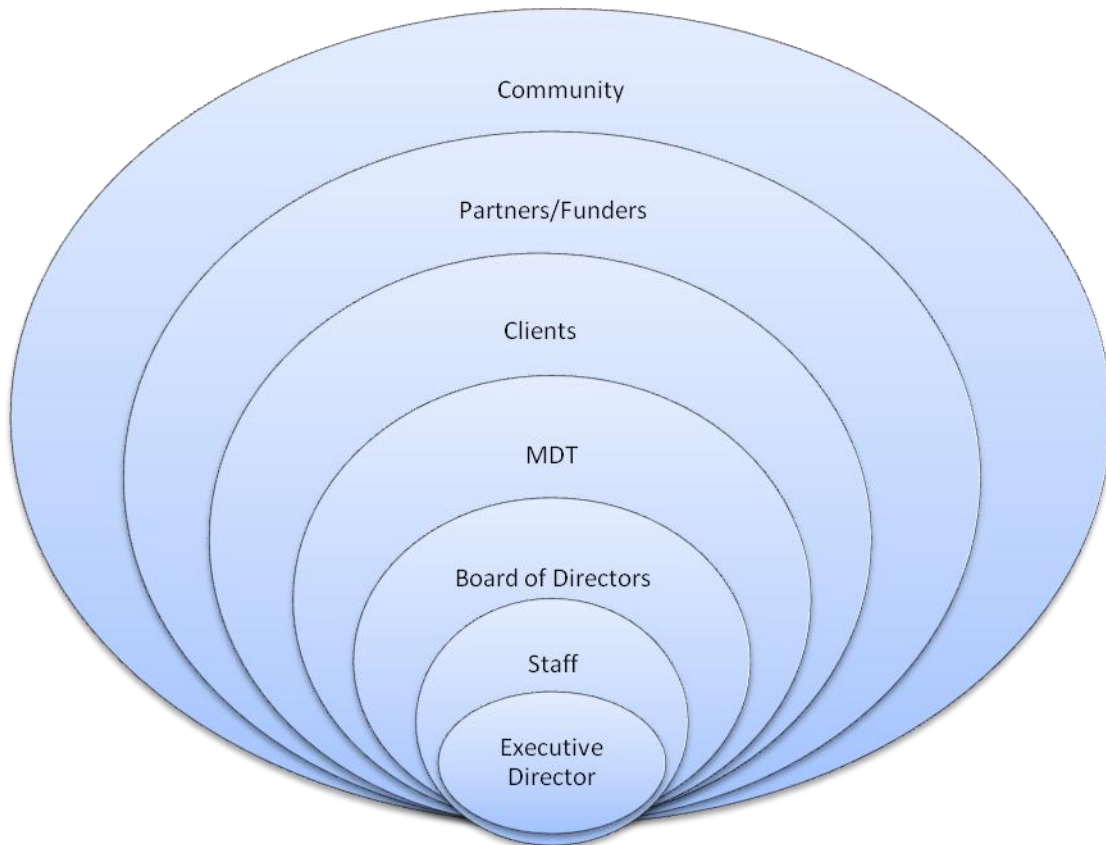 Community
Partners/Funders
Clients
MDT
Board of Directors
Staff
Executive
Director